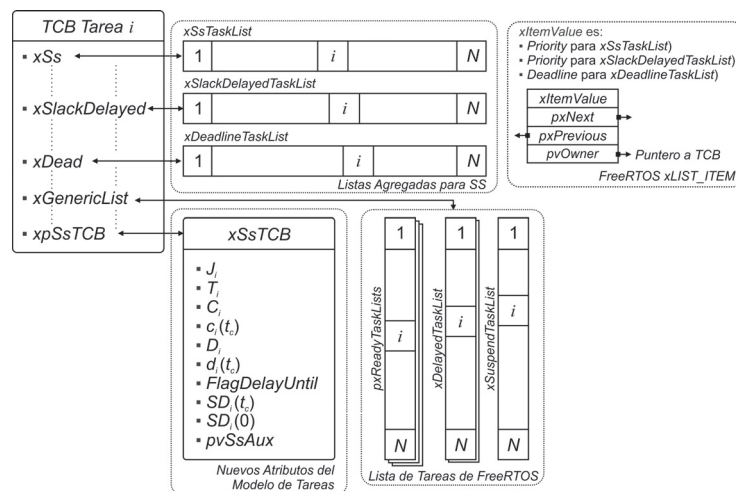 TCB Tarea i
▪ xSs
▪ xSlackDelayed
▪ xDead
▪ xGenericList
▪ xpSsTCB
xSsTaskList
1 i N
xSlackDelayedTaskList
1 i N
xDeadlineTaskList
1 i N
Listas Agregadas para SS
xItemValue es:
▪ Priority para xSsTaskList)
▪ Priority para xSlackDelayedTaskList)
▪ Deadline para xDeadlineTaskList)
xItemValue
pxNext
pxPrevious
pvOwner
Puntero a TCB
FreeRTOS xLIST_ITEM
xSsTCB
▪ Ji
▪ Ti
▪ Ci
▪ ci(tc)
▪ Di
▪ di(tc)
▪ FlagDelayUntil
▪ SDi(tc)
▪ SDi(0)
▪ pvSsAux
Nuevos Atributos del
Modelo de Tareas
pxReadyTaskLists
1 i N
xDelayedTaskList
1 i N
xSuspendTaskList
1 i N
Lista de Tareas de FreeRTOS